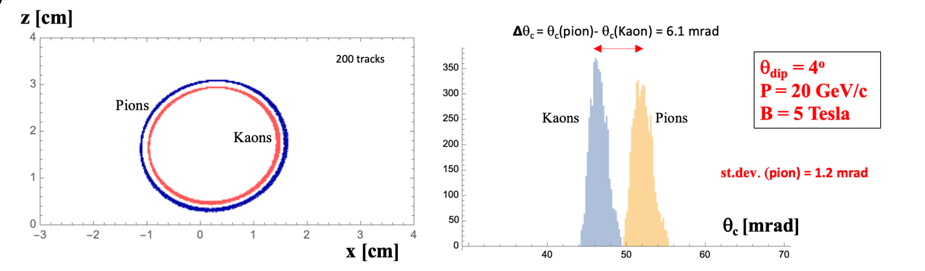 z [cm]
4
3
2
1
0
−3
−2
−1
0
1
2
3
4
x [cm]
200 tracks
Pions
Kaons
Δθc = θc(pion)- θc(Kaon) = 6.1 mrad
350
300
250
200
150
100
50
0
40
50
60
70
Kaons
Pions
θc [mrad]
θdip = 4o
P = 20 GeV/c
B = 5 Tesla
st.dev. (pion) = 1.2 mrad